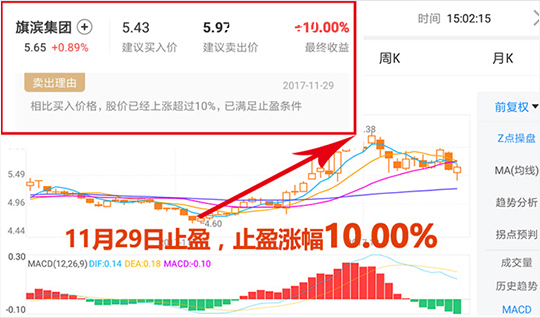 时间 15:02:15
旗滨集团 5.43 5.97 +10.00%
5.65 +0.89% 建议买入价 建议卖出价 最终收益
卖出理由 2017-11-29
相比买入价格，股价已经上涨超过10%，已满足止盈条件
周K 月K
前复权
Z点操盘
MA(均线)
趋势分析
拐点预判
成交量
历史趋势
MACD
.38
5.49
4.96
4.44
4.60
11月29日止盈，止盈涨幅10.00%
0.30
MACD(12,26,9) DIF:0.14 DEA:0.18 MACD:-0.10
-0.10